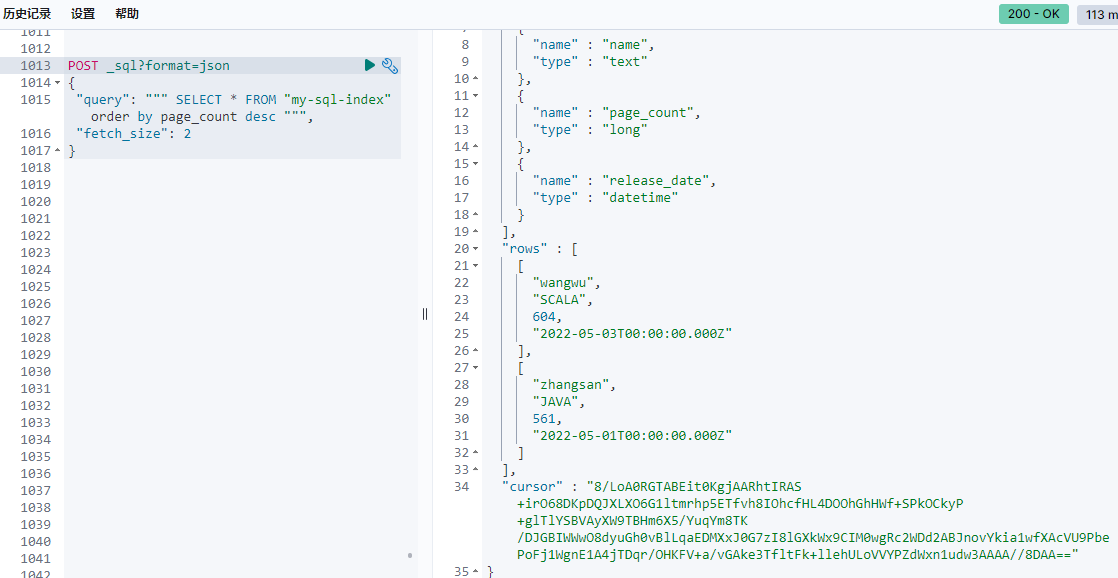 历史记录 设置 帮助
200 - OK
113 m
1011
1012
1013 POST _sql?format=json
1014 {
1015 "query": """ SELECT * FROM "my-sql-index"
order by page_count desc """,
1016 "fetch_size": 2
1017 }
1018
1019
1020
1021
1022
1023
1024
1025
1026
1027
1028
1029
1030
1031
1032
1033
1034
1035
1036
1037
1038
1039
1040
1041
1042
7 {
8 "name" : "name",
9 "type" : "text"
10 },
11 {
12 "name" : "page_count",
13 "type" : "long"
14 },
15 {
16 "name" : "release_date",
17 "type" : "datetime"
18 }
19 ],
20 "rows" : [
21 [
22 "wangwu",
23 "SCALA",
24 604,
25 "2022-05-03T00:00:00.000Z"
26 ],
27 [
28 "zhangsan",
29 "JAVA",
30 561,
31 "2022-05-01T00:00:00.000Z"
32 ]
33 ],
34 "cursor" : "8/LoA0RGTABEit0KgjAARhtIRAS
+irO68DKpDQJXLXO6G1ltmrhp5ETfvh8IOhcfHL4DOOhGhHWf+SPkOCkyP
+glTlYSBVAyXW9TBHm6X5/YuqYm8TK
/DJGBIWWwO8dyuGh0vBlLqaEDMXxJ0G7zI8lGXkWx9CIM0wgRc2WDd2ABJnovYkia1wfXAcVU9Pbe
PoFj1WgnE1A4jTDqr/OHKFV+a/vGAke3TfltFk+llehULoVVYPZdWxn1udw3AAAA//8DAA=="
35 }